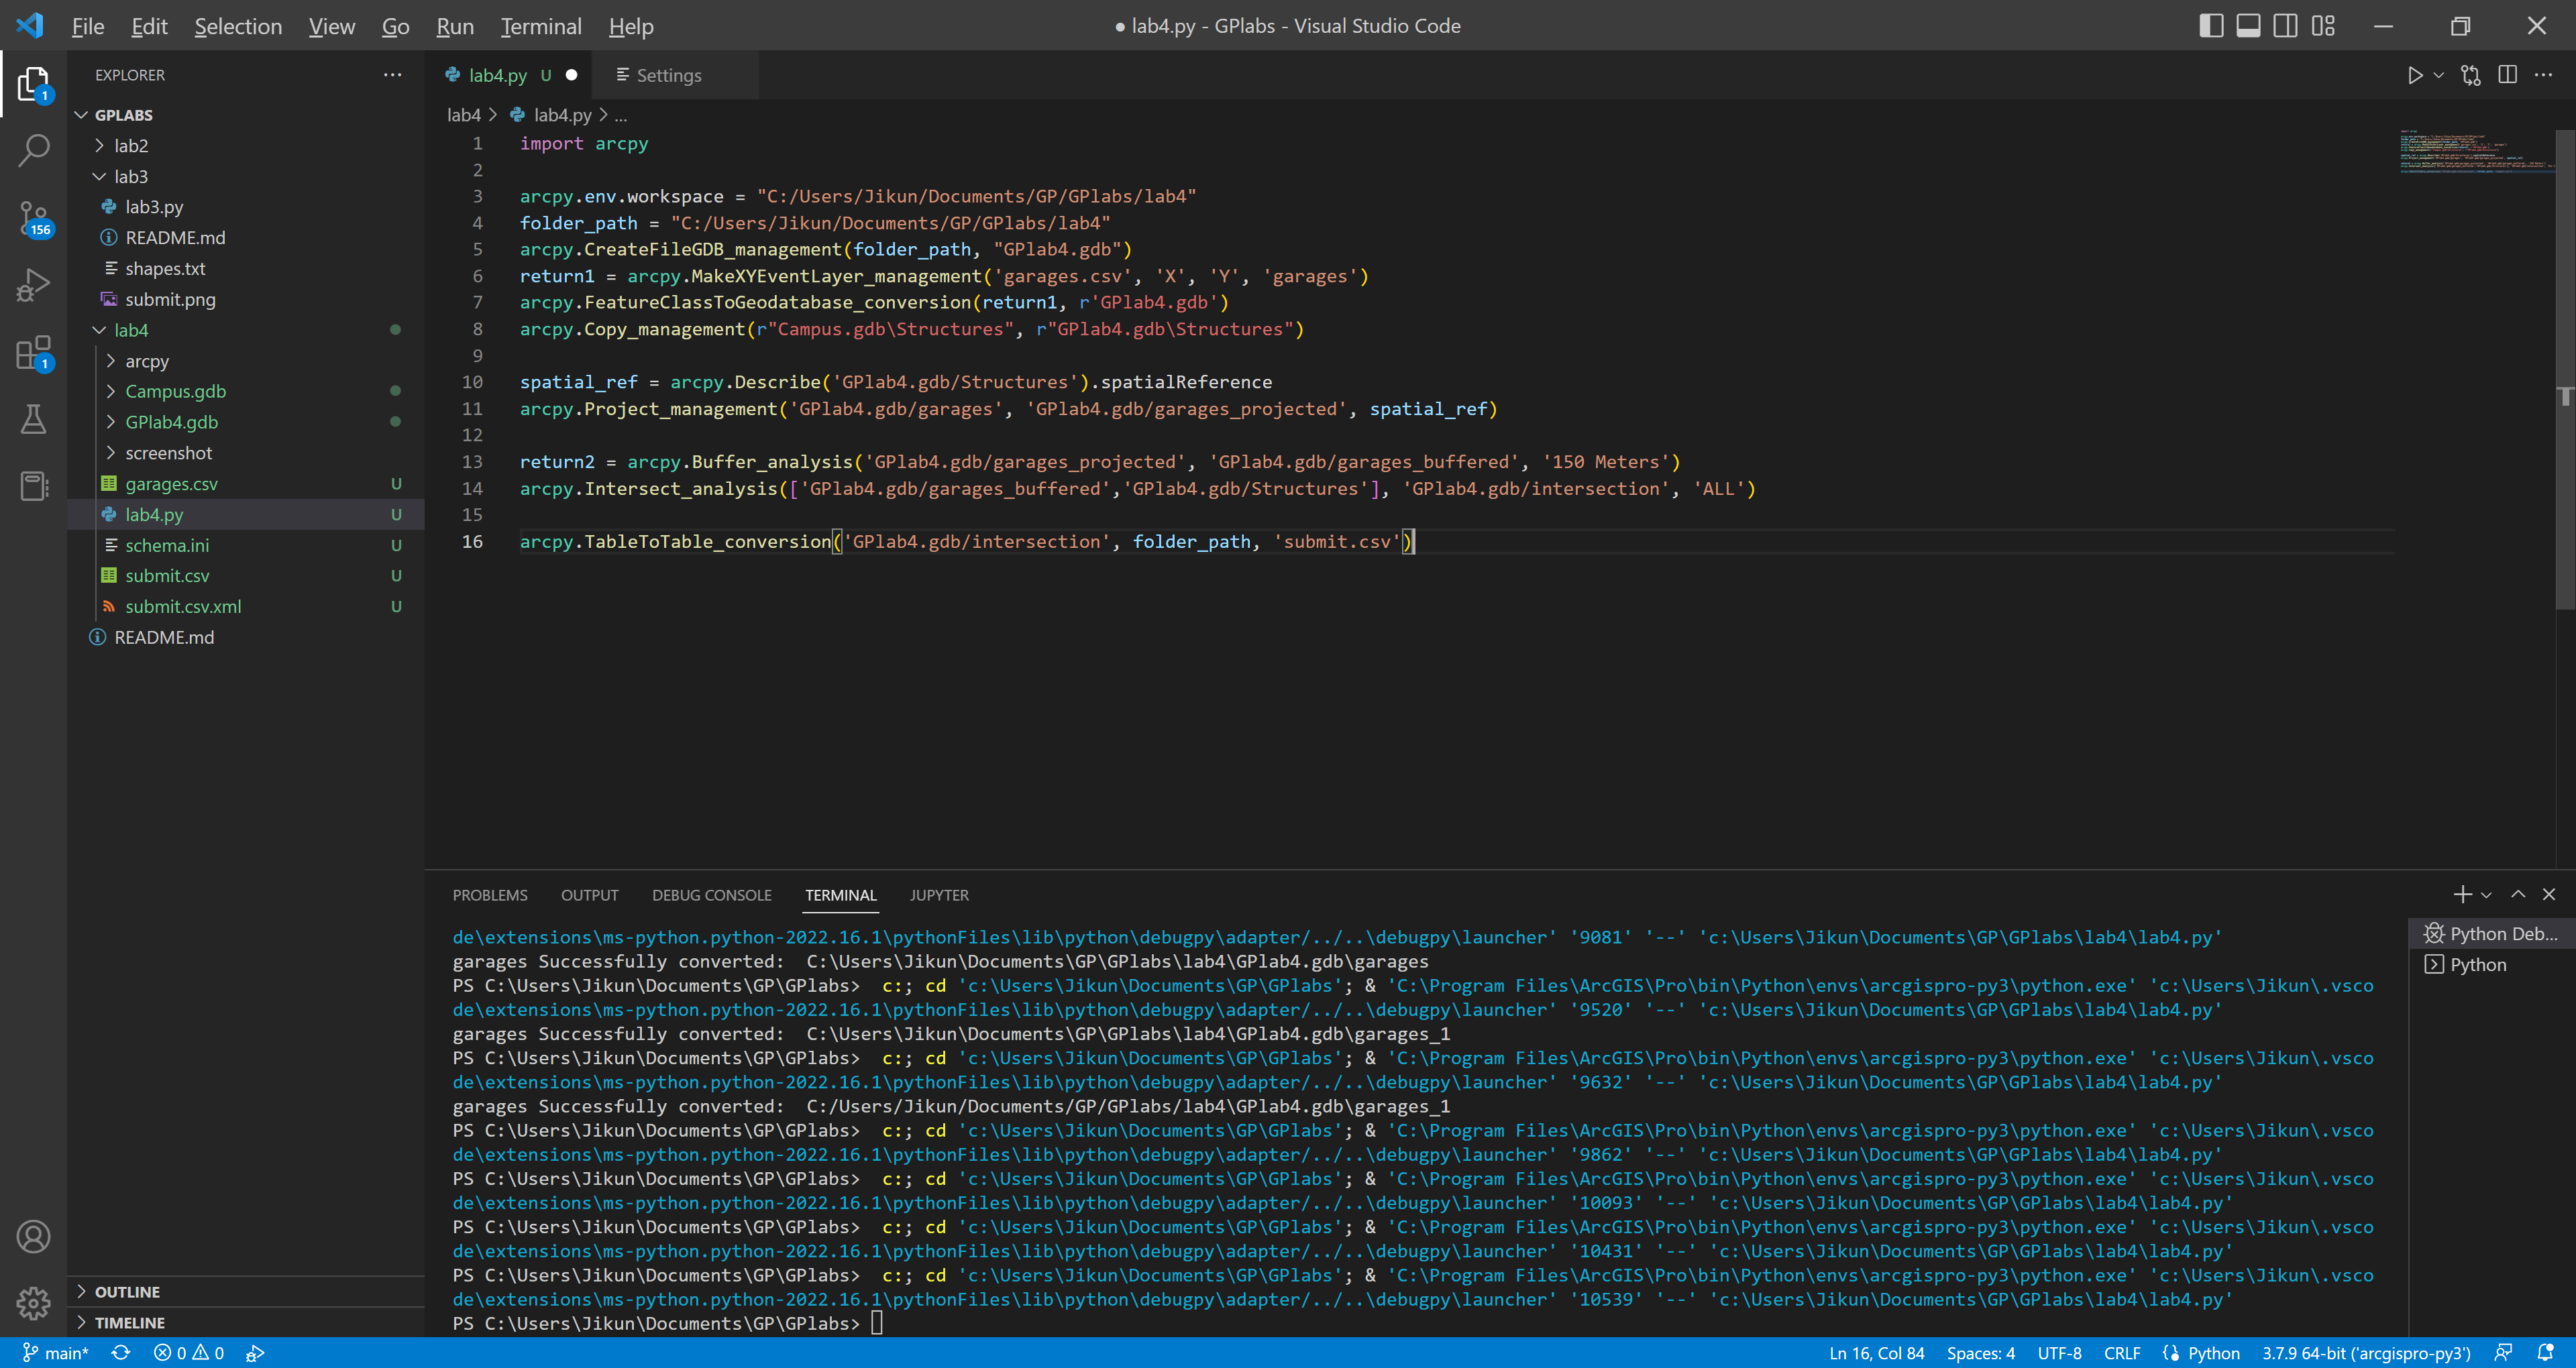 File Edit Selection View Go Run Terminal Help
● lab4.py - GPlabs - Visual Studio Code
EXPLORER
lab4.py U
Settings
GPLABS
lab2
lab3
lab3.py
README.md
shapes.txt
submit.png
lab4
arcpy
Campus.gdb
GPlab4.gdb
screenshot
garages.csv U
lab4.py U
schema.ini U
submit.csv U
submit.csv.xml U
README.md
OUTLINE
TIMELINE
1
156
1
lab4 > lab4.py > ...
1 import arcpy
2
3 arcpy.env.workspace = "C:/Users/Jikun/Documents/GP/GPlabs/lab4"
4 folder_path = "C:/Users/Jikun/Documents/GP/GPlabs/lab4"
5 arcpy.CreateFileGDB_management(folder_path, "GPlab4.gdb")
6 return1 = arcpy.MakeXYEventLayer_management('garages.csv', 'X', 'Y', 'garages')
7 arcpy.FeatureClassToGeodatabase_conversion(return1, r'GPlab4.gdb')
8 arcpy.Copy_management(r"Campus.gdb\Structures", r"GPlab4.gdb\Structures")
9
10 spatial_ref = arcpy.Describe('GPlab4.gdb/Structures').spatialReference
11 arcpy.Project_management('GPlab4.gdb/garages', 'GPlab4.gdb/garages_projected', spatial_ref)
12
13 return2 = arcpy.Buffer_analysis('GPlab4.gdb/garages_projected', 'GPlab4.gdb/garages_buffered', '150 Meters')
14 arcpy.Intersect_analysis(['GPlab4.gdb/garages_buffered','GPlab4.gdb/Structures'], 'GPlab4.gdb/intersection', 'ALL')
15
16 arcpy.TableToTable_conversion('GPlab4.gdb/intersection', folder_path, 'submit.csv')
PROBLEMS OUTPUT DEBUG CONSOLE TERMINAL JUPYTER
de\extensions\ms-python.python-2022.16.1\pythonFiles\lib\python\debugpy\adapter/../..\debugpy\launcher' '9081' '--' 'c:\Users\Jikun\Documents\GP\GPlabs\lab4\lab4.py'
garages Successfully converted:  C:\Users\Jikun\Documents\GP\GPlabs\lab4\GPlab4.gdb\garages
PS C:\Users\Jikun\Documents\GP\GPlabs>  c:; cd 'c:\Users\Jikun\Documents\GP\GPlabs'; & 'C:\Program Files\ArcGIS\Pro\bin\Python\envs\arcgispro-py3\python.exe' 'c:\Users\Jikun\.vsco
de\extensions\ms-python.python-2022.16.1\pythonFiles\lib\python\debugpy\adapter/../..\debugpy\launcher' '9520' '--' 'c:\Users\Jikun\Documents\GP\GPlabs\lab4\lab4.py'
garages Successfully converted:  C:\Users\Jikun\Documents\GP\GPlabs\lab4\GPlab4.gdb\garages_1
PS C:\Users\Jikun\Documents\GP\GPlabs>  c:; cd 'c:\Users\Jikun\Documents\GP\GPlabs'; & 'C:\Program Files\ArcGIS\Pro\bin\Python\envs\arcgispro-py3\python.exe' 'c:\Users\Jikun\.vsco
de\extensions\ms-python.python-2022.16.1\pythonFiles\lib\python\debugpy\adapter/../..\debugpy\launcher' '9632' '--' 'c:\Users\Jikun\Documents\GP\GPlabs\lab4\lab4.py'
garages Successfully converted:  C:/Users/Jikun/Documents/GP/GPlabs/lab4\GPlab4.gdb\garages_1
PS C:\Users\Jikun\Documents\GP\GPlabs>  c:; cd 'c:\Users\Jikun\Documents\GP\GPlabs'; & 'C:\Program Files\ArcGIS\Pro\bin\Python\envs\arcgispro-py3\python.exe' 'c:\Users\Jikun\.vsco
de\extensions\ms-python.python-2022.16.1\pythonFiles\lib\python\debugpy\adapter/../..\debugpy\launcher' '9862' '--' 'c:\Users\Jikun\Documents\GP\GPlabs\lab4\lab4.py'
PS C:\Users\Jikun\Documents\GP\GPlabs>  c:; cd 'c:\Users\Jikun\Documents\GP\GPlabs'; & 'C:\Program Files\ArcGIS\Pro\bin\Python\envs\arcgispro-py3\python.exe' 'c:\Users\Jikun\.vsco
de\extensions\ms-python.python-2022.16.1\pythonFiles\lib\python\debugpy\adapter/../..\debugpy\launcher' '10093' '--' 'c:\Users\Jikun\Documents\GP\GPlabs\lab4\lab4.py'
PS C:\Users\Jikun\Documents\GP\GPlabs>  c:; cd 'c:\Users\Jikun\Documents\GP\GPlabs'; & 'C:\Program Files\ArcGIS\Pro\bin\Python\envs\arcgispro-py3\python.exe' 'c:\Users\Jikun\.vsco
de\extensions\ms-python.python-2022.16.1\pythonFiles\lib\python\debugpy\adapter/../..\debugpy\launcher' '10431' '--' 'c:\Users\Jikun\Documents\GP\GPlabs\lab4\lab4.py'
PS C:\Users\Jikun\Documents\GP\GPlabs>  c:; cd 'c:\Users\Jikun\Documents\GP\GPlabs'; & 'C:\Program Files\ArcGIS\Pro\bin\Python\envs\arcgispro-py3\python.exe' 'c:\Users\Jikun\.vsco
de\extensions\ms-python.python-2022.16.1\pythonFiles\lib\python\debugpy\adapter/../..\debugpy\launcher' '10539' '--' 'c:\Users\Jikun\Documents\GP\GPlabs\lab4\lab4.py'
PS C:\Users\Jikun\Documents\GP\GPlabs>
Python Deb...
Python
main* 0 0
Ln 16, Col 84 Spaces: 4 UTF-8 CRLF Python 3.7.9 64-bit ('arcgispro-py3')